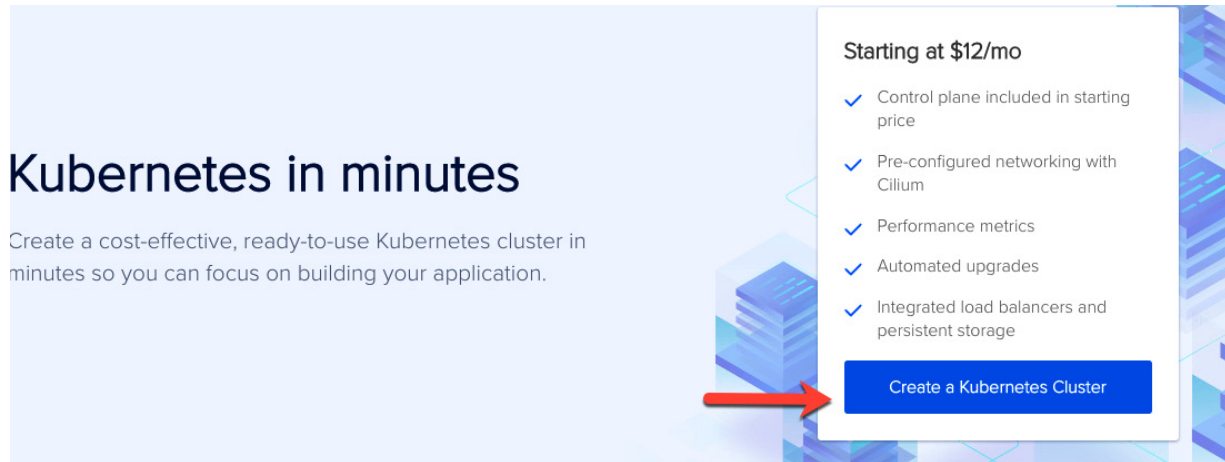 Kubernetes in minutes
Create a cost-effective, ready-to-use Kubernetes cluster in
minutes so you can focus on building your application.
Starting at $12/mo
Control plane included in starting
price
Pre-configured networking with
Cilium
Performance metrics
Automated upgrades
Integrated load balancers and
persistent storage
Create a Kubernetes Cluster